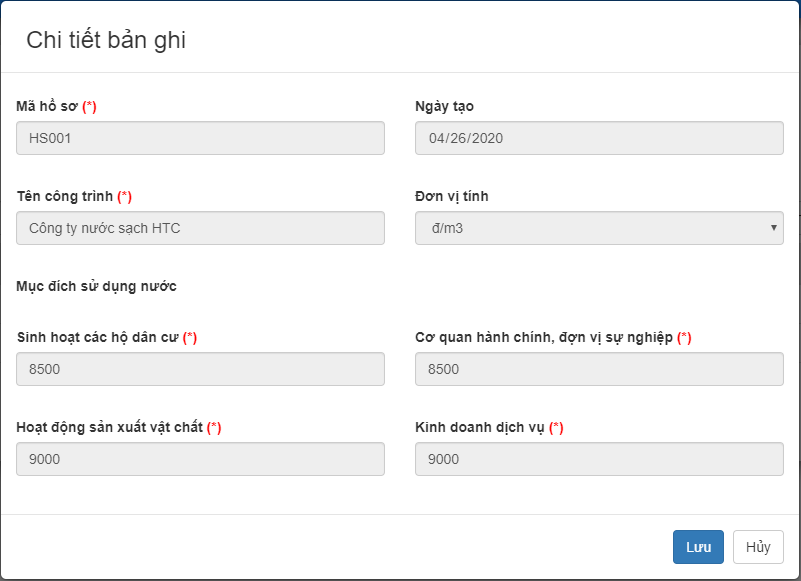 Chi tiết bản ghi
Mã hồ sơ (*)
Ngày tạo
HS001
04/26/2020
Tên công trình (*)
Đơn vị tính
Công ty nước sạch HTC
đ/m3
Mục đích sử dụng nước
Sinh hoạt các hộ dân cư (*)
Cơ quan hành chính, đợn vị sự nghiệp (*)
8500
8500
Hoạt động sản xuất vật chất (*)
Kinh doanh dịch vụ (*)
9000
9000
Lưu
Hủy